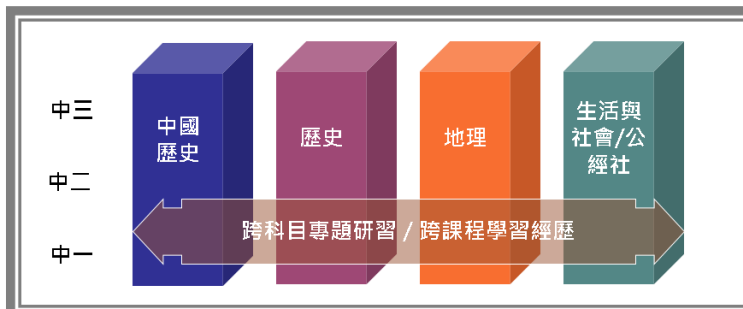 中三
中二
中一
中國
歷史
歷史
地理
生活與
社會/公
經社
跨科目專題研習 / 跨課程學習經歷